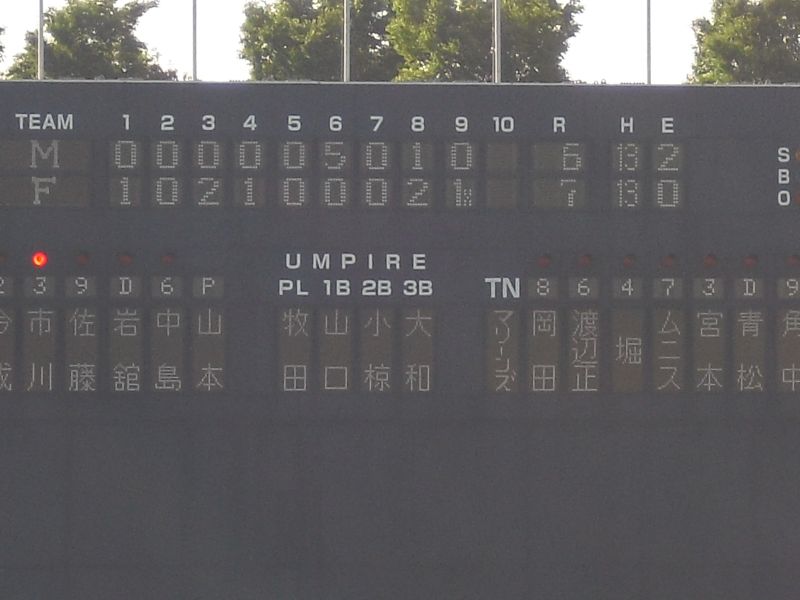 TEAM 1 2 3 4 5 6 7 8 9 10 R H E
M 0 0 0 0 0 5 0 1 0 6 13 2 S
B
F 1 0 2 1 0 0 0 2 1x 7 13 0 O
UMPIRE
2 3 9 D 6 P PL 1B 2B 3B TN 8 6 4 7 3 D 9
市川
佐藤
岩舘
中島
山本
牧田
山口
小椋
大和
マリーンズ
岡田
渡辺正
堀
ムニス
宮本
青松
角中